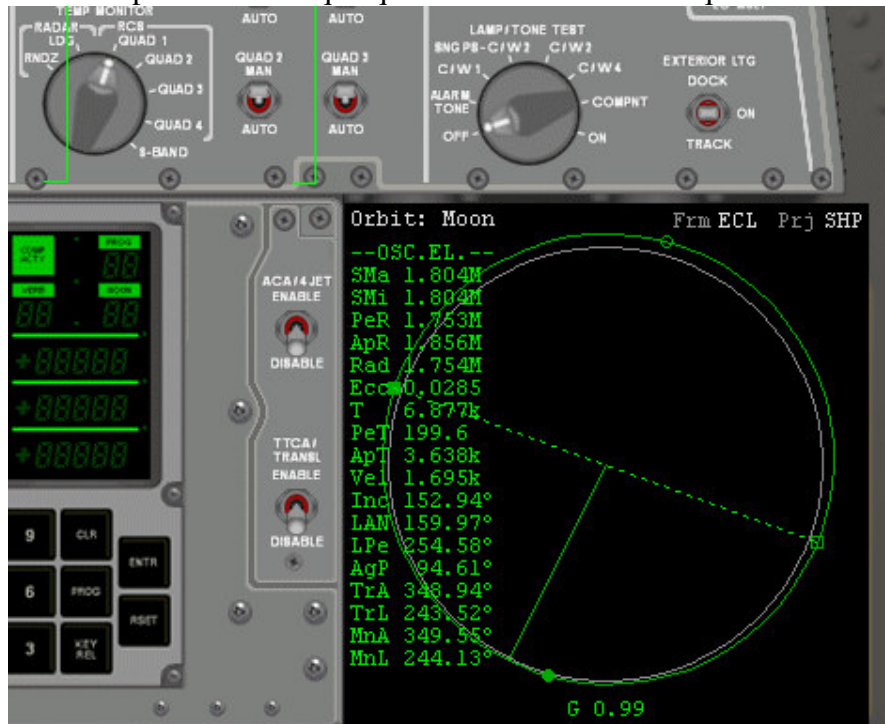 TEMP MONITOR
RADAR
RCB
LDG
QUAD 1
RNDZ
QUAD 2
QUAD 3
QUAD 4
S-BAND
AUTO
AUTO
QUAD 2
MAN
AUTO
QUAD 3
MAN
AUTO
LAMP/TONE TEST
SNG PB-C/W3
C/W2
C/W1
C/W4
ALARM
TONE
COMPNT
OFF
ON
EXTERIOR LTG
DOCK
ON
TRACK
COMP
ACTY
PROG
88
VERB
NOUN
88
88
+88888
+88888
+88888
9
CLR
ENTR
6
PROG
RSET
3
KEY
REL
ACA/4 JET
ENABLE
DISABLE
TTCA/
TRANSL
ENABLE
DISABLE
Orbit: Moon
Frm ECL Prj SHP
--OSC.EL.--
SMa 1.804M
SMi 1.804M
PeR 1.753M
ApR 1.856M
Rad 1.754M
Ecc 0.0285
T 6.877k
PeT 199.6
ApT 3.638k
Vel 1.695k
Inc 152.94°
LAN 159.97°
LPe 254.58°
AgP 94.61°
TrA 348.94°
TrL 243.52°
MnA 349.55°
MnL 244.13°
G 0.99